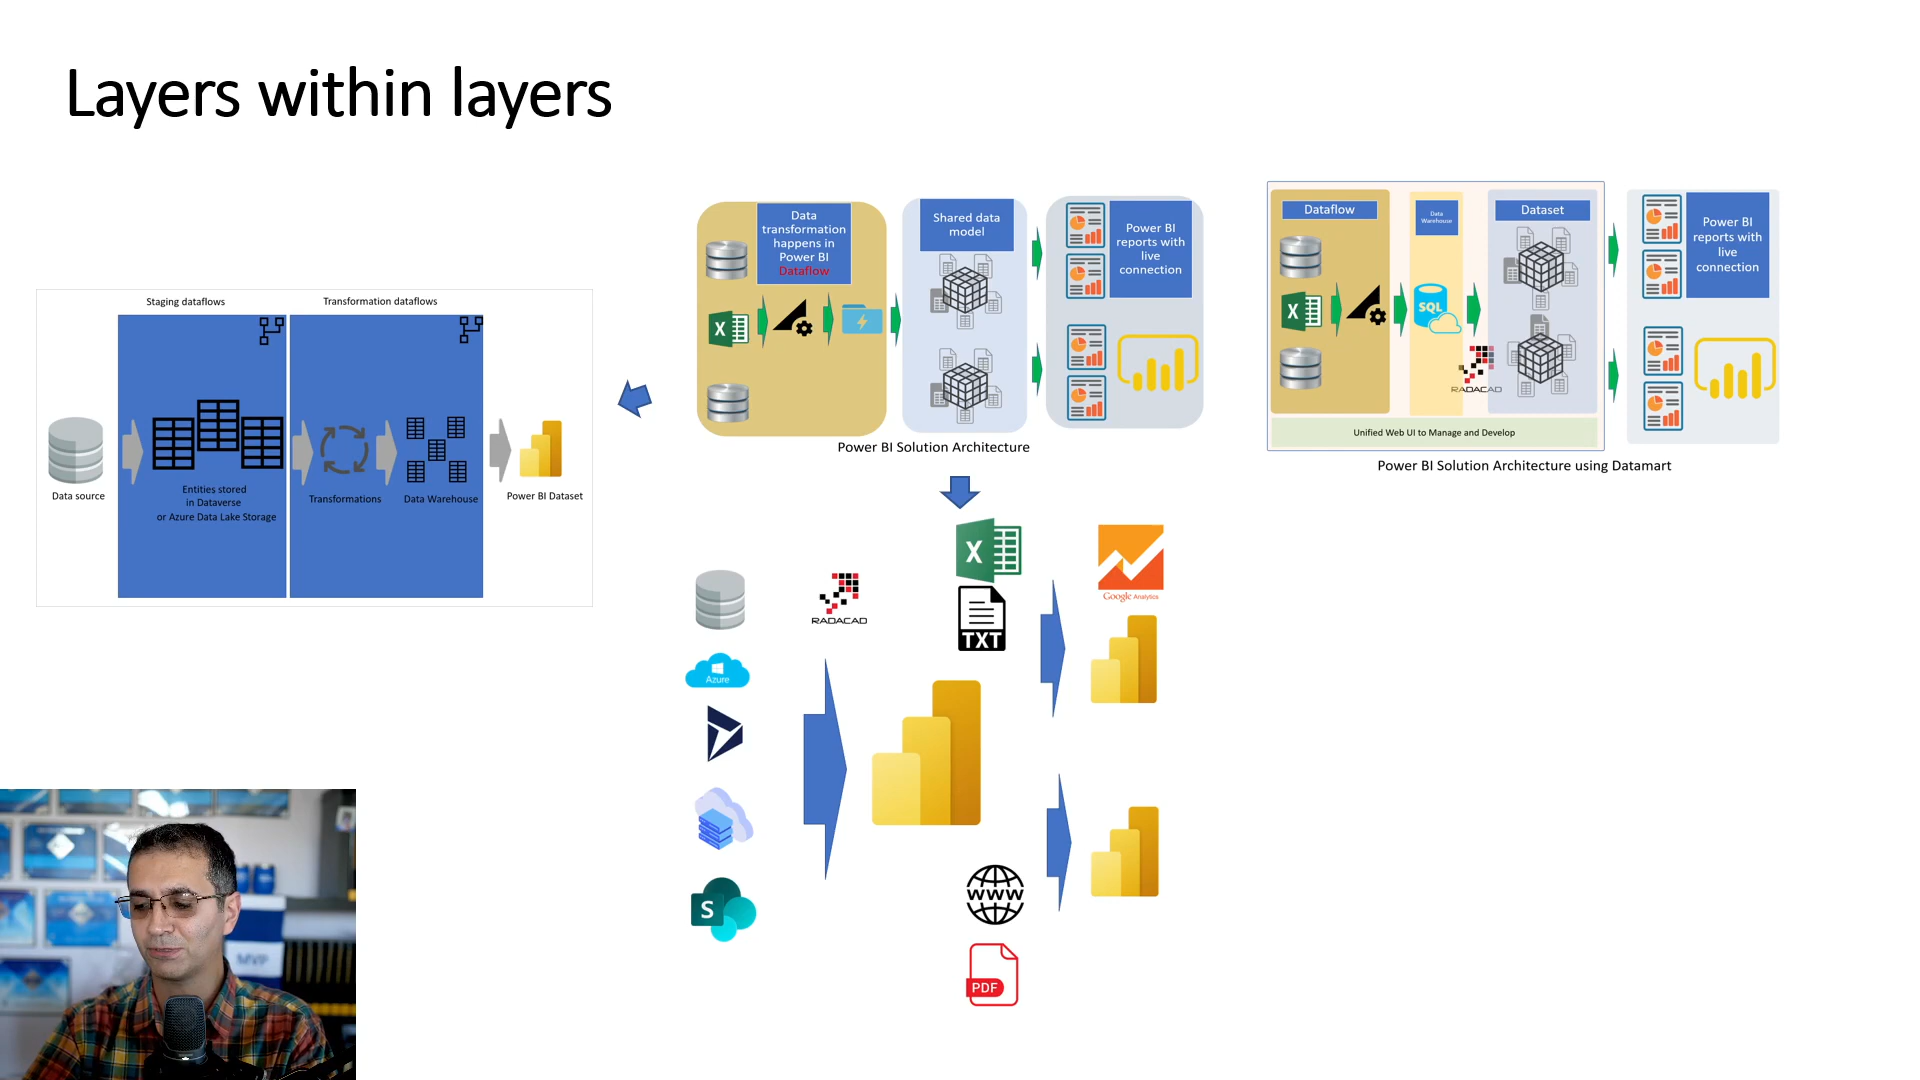 Layers within layers
Staging dataflows
Transformation dataflows
Data source
Entities stored
in Dataverse
or Azure Data Lake Storage
Transformations
Data Warehouse
Power BI Dataset
Data
transformation
happens in
Power BI
Dataflow
X
Shared data
model
Power BI
reports with
live
connection
Power BI Solution Architecture
Dataflow
X
Data
Warehouse
SQL
Dataset
RADACAD
Power BI
reports with
live
connection
Unified Web UI to Manage and Develop
Power BI Solution Architecture using Datamart
Azure
S
RADACAD
X
TXT
Google Analytics
WWW
PDF
MVP